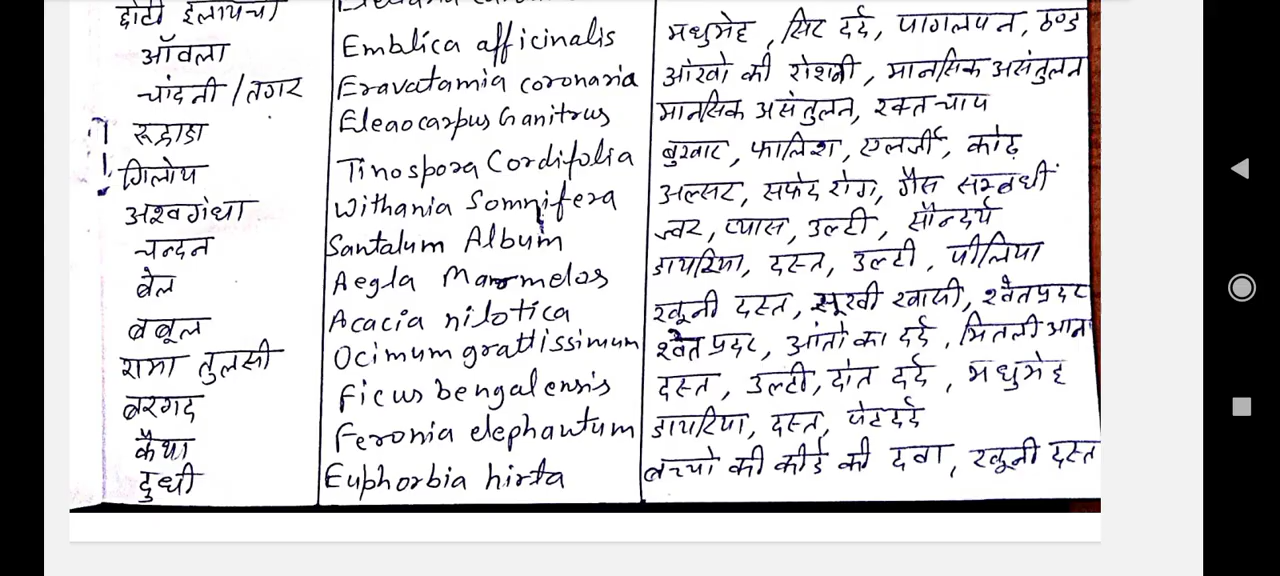 छोटी इलायची
आँवला Emblica afficinalis मधुमेह, सिर दर्द, पागलपन, ठण्ड
चांदनी/तगर Eravatamia coronaria आंखो की रोशनी, मानसिक असंतुलन
रूद्राक्ष Eleaocarpus Ganitrus मानसिक असंतुलन, रक्तचाप
गिलोय Tinospora Cordifolia बुखार, फालिश, एलर्जी, कोढ़
अश्वगंधा Withania Somnifera अल्सर, सफेद रोग, गैस सम्बधीं
चन्दन Santalum Album ज्वर, प्यास, उल्टी, सौन्दर्य
बेल Aegla Marmelos डायरिया, दस्त, उल्टी, पीलिया
बबूल Acacia nilotica खूनी दस्त, सूखी खासी, श्वेतप्रदर
रामा तुलसी Ocimum grattissimum श्वेत प्रदर, आंतो का दर्द, मितली आन
बरगद Ficus bengalensis दस्त, उल्टी, दांत दर्द, मधुमेह
कैथा Feronia elephantum डायरिया, दस्त, पेट दर्द
दुधी Euphorbia hirta बच्चो की कीडे की दवा, खूनी दस्त